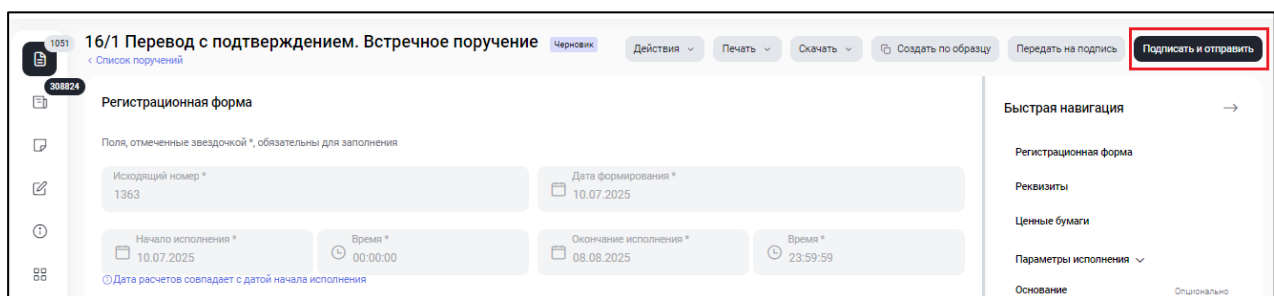 1051
16/1 Перевод с подтверждением. Встречное поручение Черновик Действия Печать Скачать Создать по образцу Передать на подпись Подписать и отправить
‹ Список поручений
308824
Регистрационная форма
Быстрая навигация →
Поля, отмеченные звездочкой *, обязательны для заполнения
Регистрационная форма
Исходящий номер * Дата формирования *
1363 10.07.2025
Реквизиты
Ценные бумаги
Начало исполнения * Время * Окончание исполнения * Время *
10.07.2025 00:00:00 08.08.2025 23:59:59
Параметры исполнения
Дата расчетов совпадает с датой начала исполнения
Основание Опционально